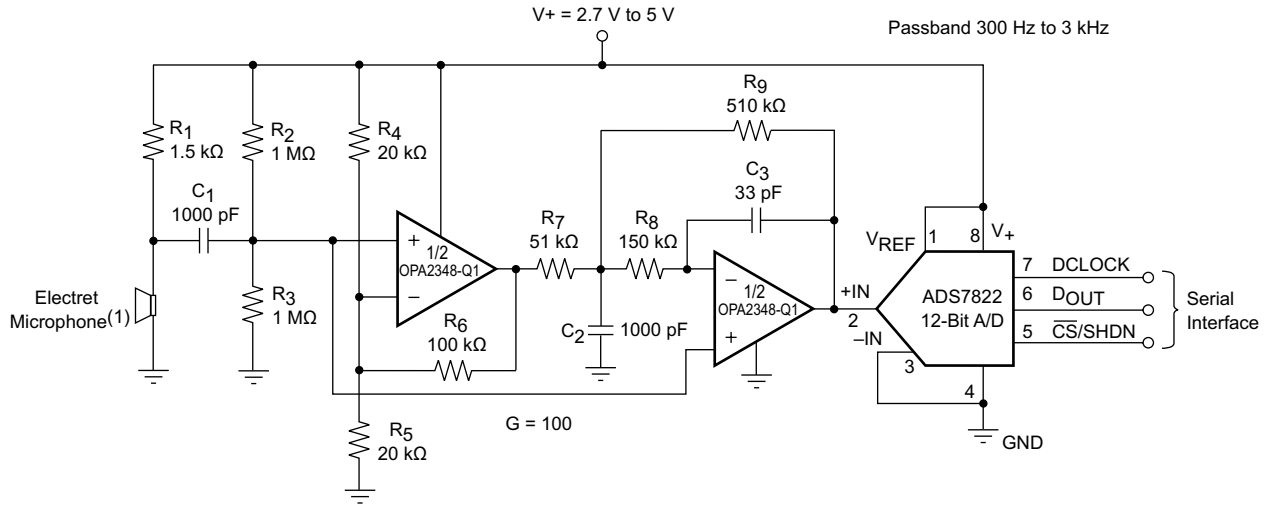 V+ = 2.7 V to 5 V
Passband 300 Hz to 3 kHz
R1
1.5 kΩ
R2
1 MΩ
R4
20 kΩ
R9
510 kΩ
C3
33 pF
C1
1000 pF
R7
51 kΩ
R8
150 kΩ
+
1/2
OPA2348-Q1
−
−
1/2
OPA2348-Q1
+
VREF
1
8
V+
7
DCLOCK
+IN
ADS7822
6
DOUT
Serial
Interface
2
12-Bit A/D
–IN
5
CS/SHDN
3
4
GND
Electret
Microphone(1)
R3
1 MΩ
R6
100 kΩ
C2
1000 pF
G = 100
R5
20 kΩ